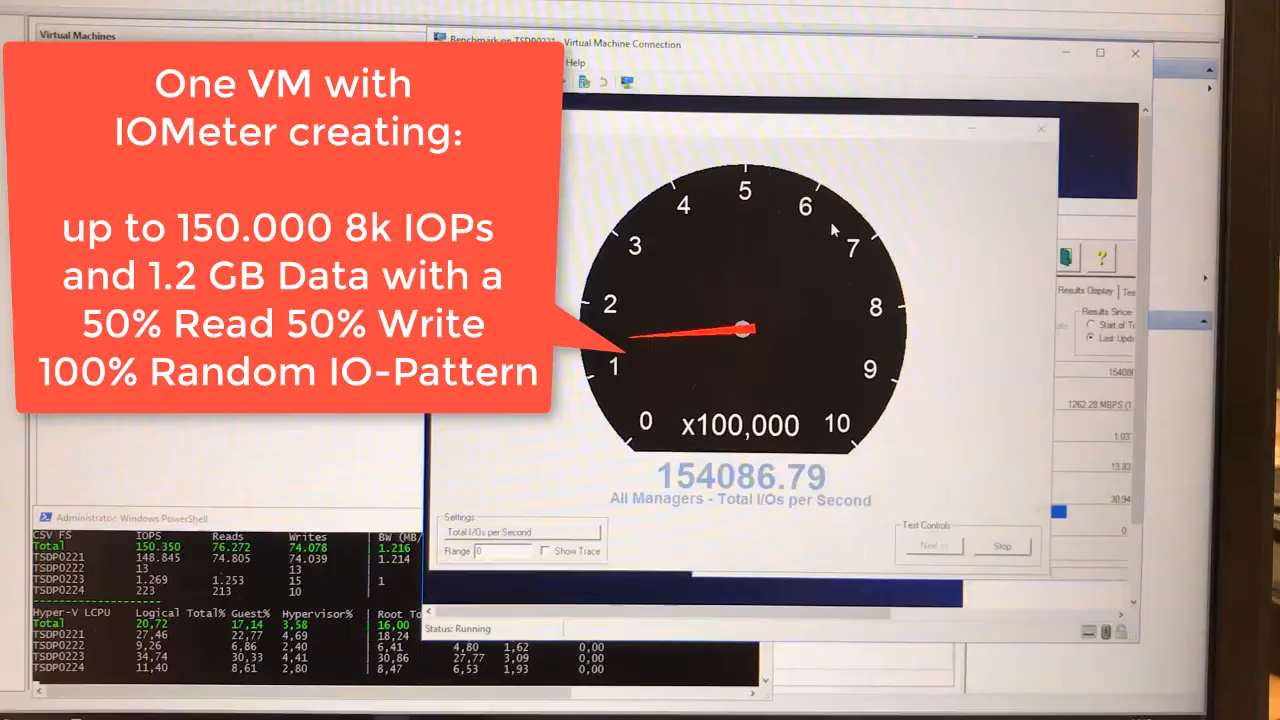 Virtual Machines
One VM with
IOMeter creating:
up to 150.000 8k IOPs
and 1.2 GB Data with a
50% Read 50% Write
100% Random IO-Pattern
Benchmark on TSDP0221 - Virtual Machine Connection
Help
0 1 2 3 4 5 6 7 8 9 10
x100,000
154086.79
All Managers - Total I/Os per Second
Settings
Total I/Os per Second
Range 0 Show Trace
Test Controls
Next Stop
Results Display
Results Since
Start of
Last
1262.28 MBPS
13.83
30.94
0
Status: Running
Administrator: Windows PowerShell
CSV FS IOPS Reads Writes | BW (MB/
Total 150.350 76.272 74.078 | 1.216
TSDP0221 148.845 74.805 74.039 | 1.214
TSDP0222 13 13
TSDP0223 1.269 1.253 15 | 1
TSDP0224 223 213 10
Hyper-V LCPU Logical Total% Guest% Hypervisor% | Root
Total 20,72 17,14 3,58 | 16,00
TSDP0221 27,46 22,77 4,69 | 18,24
TSDP0222 9,26 6,86 2,40 | 6,41 4,80 1,62 0,00
TSDP0223 34,74 30,33 4,41 | 30,86 27,77 3,09 0,00
TSDP0224 11,40 8,61 2,80 | 8,47 6,53 1,93 0,00